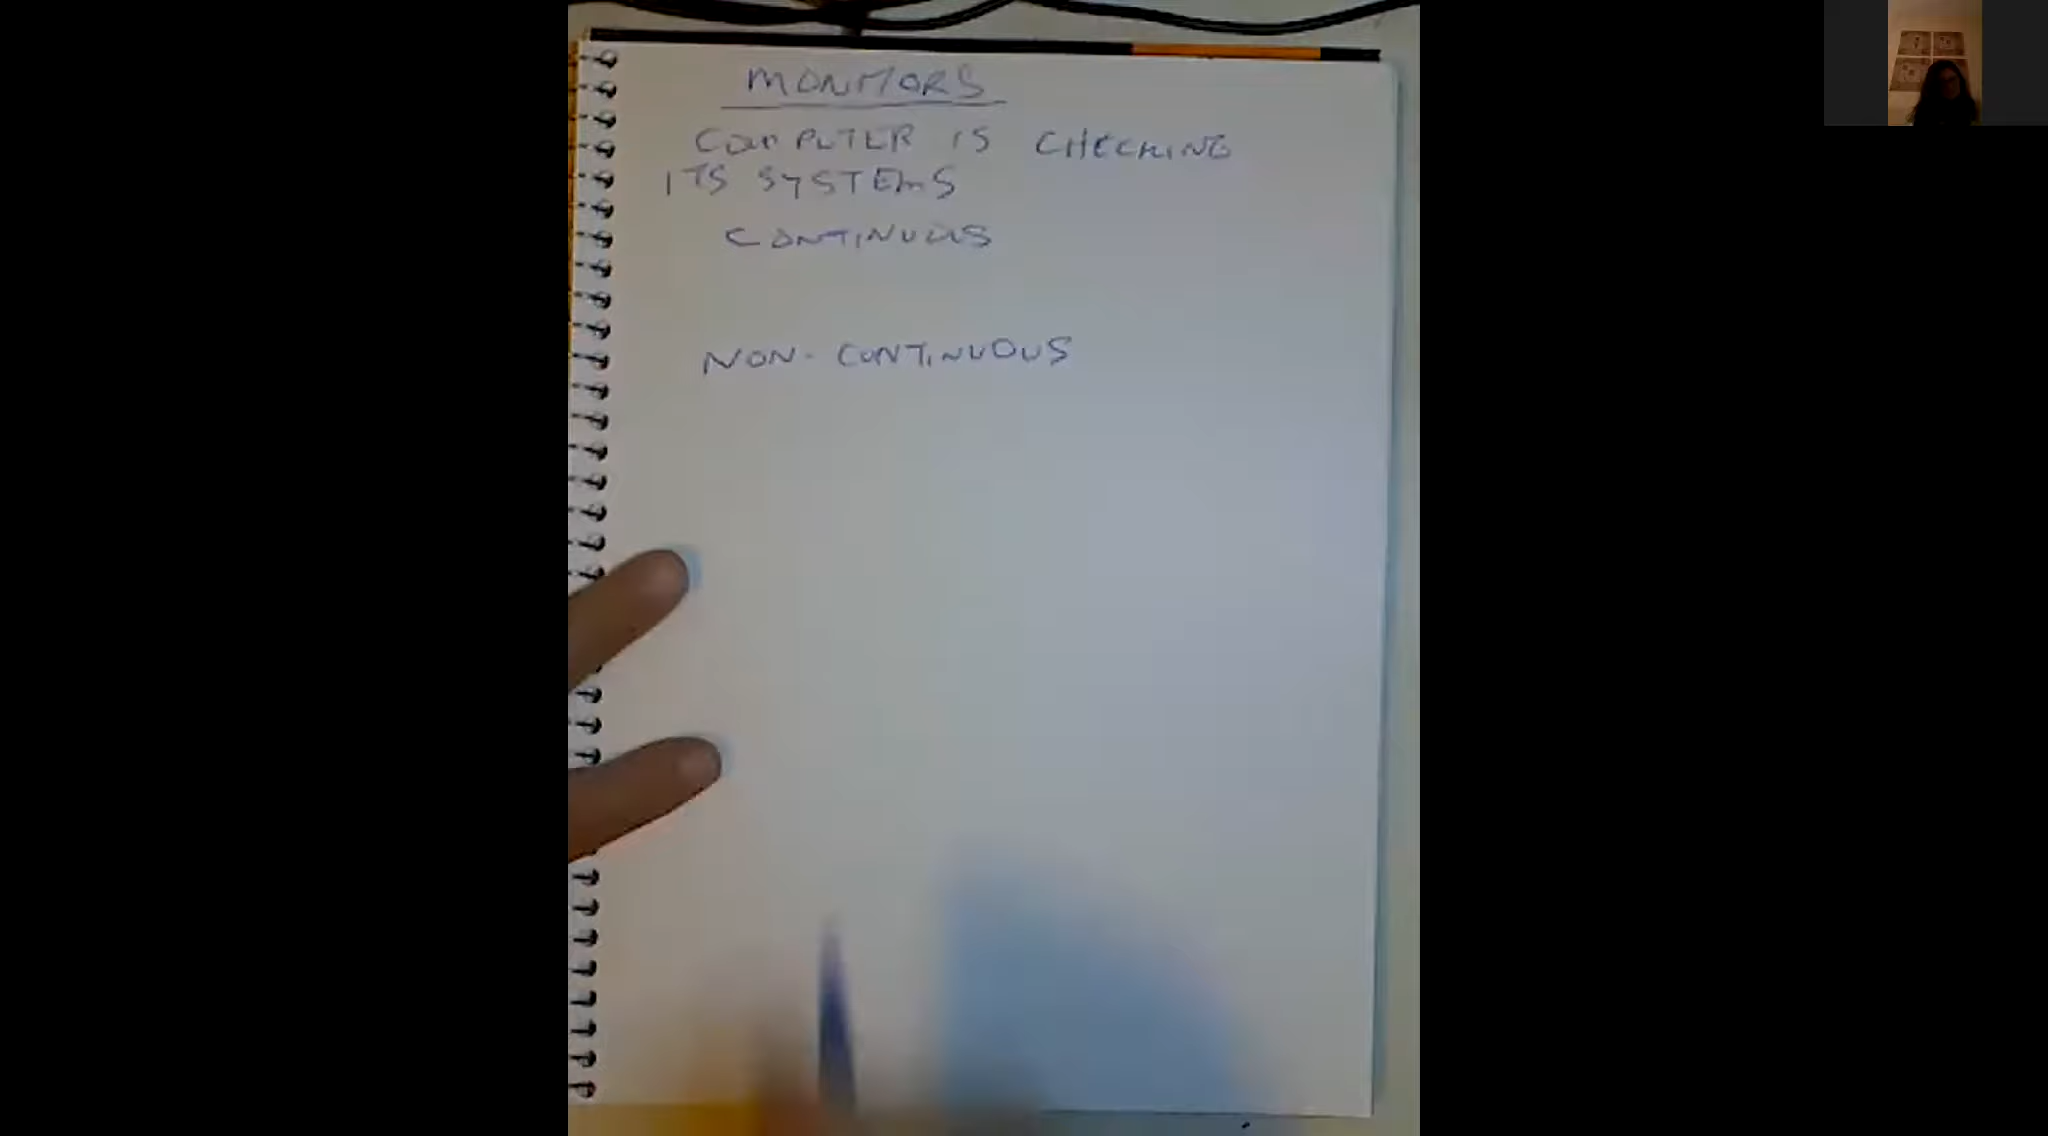 MONITORS
COMPUTER IS CHECKING
ITS SYSTEMS
CONTINUOUS
NON-CONTINUOUS